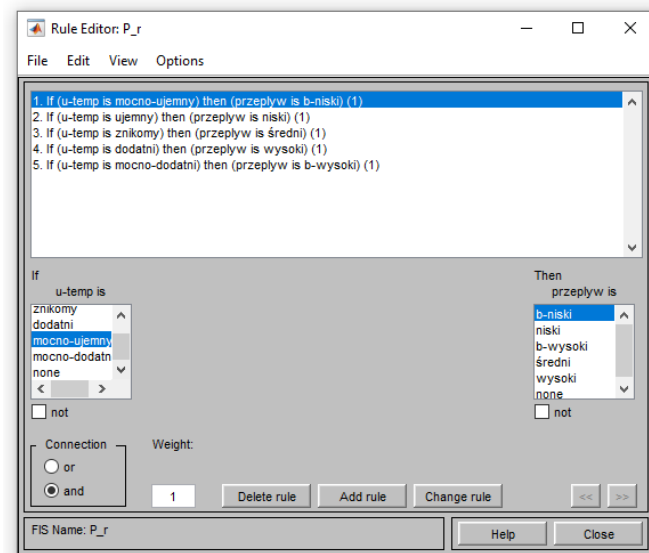 Rule Editor: P_r
File Edit View Options
1. If (u-temp is mocno-ujemny) then (przeplyw is b-niski) (1)
2. If (u-temp is ujemny) then (przeplyw is niski) (1)
3. If (u-temp is znikomy) then (przeplyw is średni) (1)
4. If (u-temp is dodatni) then (przeplyw is wysoki) (1)
5. If (u-temp is mocno-dodatni) then (przeplyw is b-wysoki) (1)
If
u-temp is
znikomy
dodatni
mocno-ujemny
mocno-dodatn
none
not
Then
przeplyw is
b-niski
niski
b-wysoki
średni
wysoki
none
not
Connection
or
and
Weight:
1
Delete rule
Add rule
Change rule
<<
>>
FIS Name: P_r
Help
Close